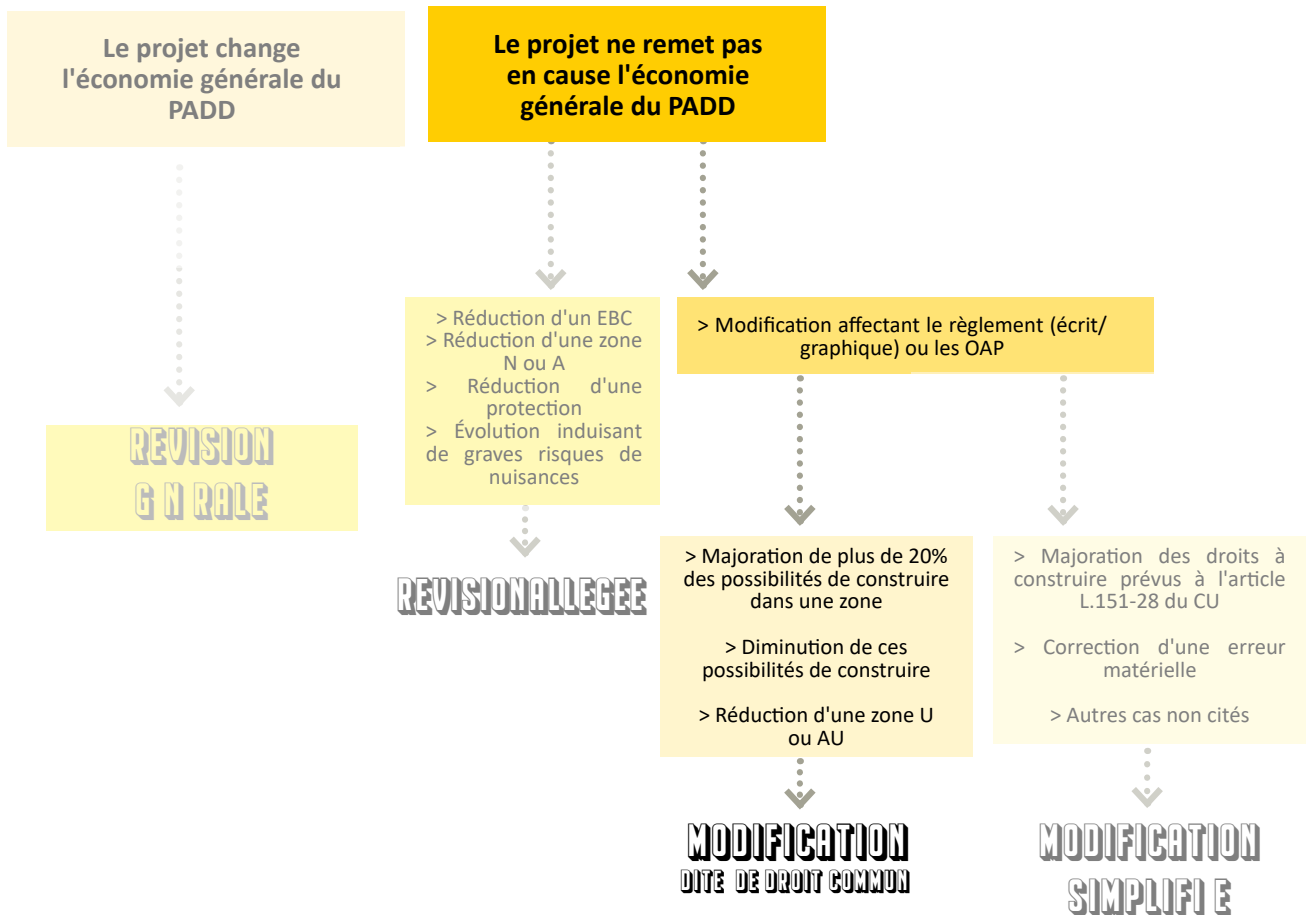 Le projet change
l'économie générale du
PADD
Le projet ne remet pas
en cause l'économie
générale du PADD
> Réduction d'un EBC
> Réduction d'une zone
N ou A
> Réduction d'une
protection
> Évolution induisant
de graves risques de
nuisances
> Modification affectant le règlement (écrit/
graphique) ou les OAP
REVISION
G N RALE
REVISIONALLEGEE
> Majoration de plus de 20%
des possibilités de construire
dans une zone
> Diminution de ces
possibilités de construire
> Réduction d'une zone U
ou AU
> Majoration des droits à
construire prévus à l'article
L.151-28 du CU
> Correction d'une erreur
matérielle
> Autres cas non cités
MODIFICATION
DITE DE DROIT COMMUN
MODIFICATION
SIMPLIFI E